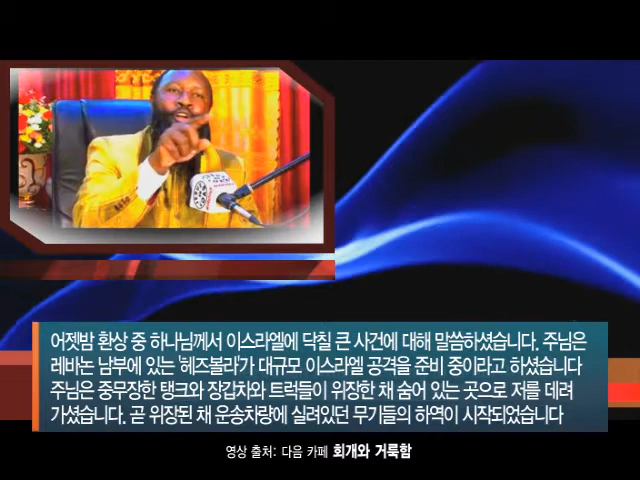 어젯밤 환상 중 하나님께서 이스라엘에 닥칠 큰 사건에 대해 말씀하셨습니다. 주님은
레바논 남부에 있는 '헤즈볼라'가 대규모 이스라엘 공격을 준비 중이라고 하셨습니다
주님은 중무장한 탱크와 장갑차와 트럭들이 위장한 채 숨어 있는 곳으로 저를 데려
가셨습니다. 곧 위장된 채 운송차량에 실려있던 무기들의 하역이 시작되었습니다
영상 출처: 다음 카페 회개와 거룩함